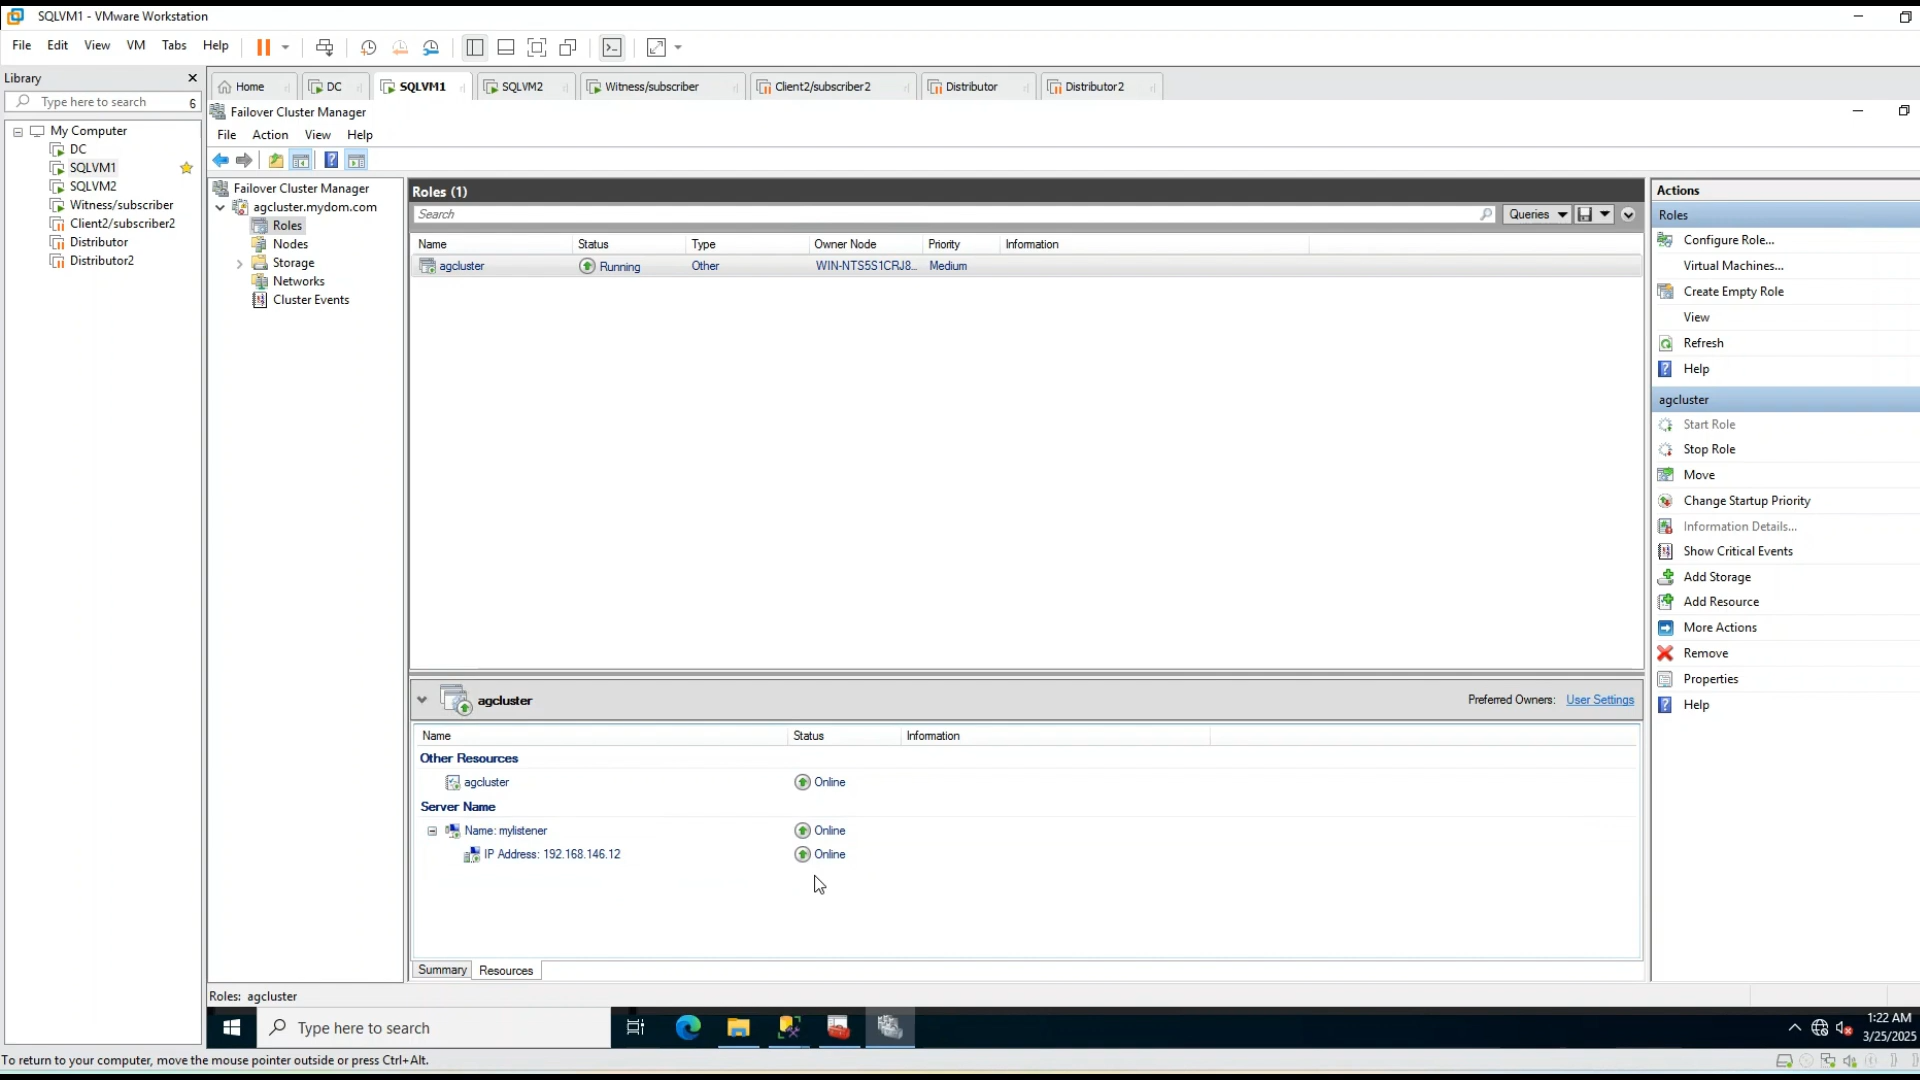 SQLVM1 - VMware Workstation
File Edit View VM Tabs Help
Library
Type here to search 6
My Computer
DC
SQLVM1
SQLVM2
Witness/subscriber
Client2/subscriber2
Distributor
Distributor2
Home DC SQLVM1 SQLVM2 Witness/subscriber Client2/subscriber2 Distributor Distributor2
Failover Cluster Manager
File Action View Help
Failover Cluster Manager
agcluster.mydom.com
Roles
Nodes
Storage
Networks
Cluster Events
Roles (1)
Search Queries
Name Status Type Owner Node Priority Information
agcluster Running Other WIN-NTS5S1CRJ8... Medium
agcluster Preferred Owners: User Settings
Name Status Information
Other Resources
agcluster Online
Server Name
Name: mylistener Online
IP Address: 192.168.146.12 Online
Summary Resources
Actions
Roles
Configure Role...
Virtual Machines...
Create Empty Role
View
Refresh
Help
agcluster
Start Role
Stop Role
Move
Change Startup Priority
Information Details...
Show Critical Events
Add Storage
Add Resource
More Actions
Remove
Properties
Help
Roles: agcluster
Type here to search
1:22 AM
3/25/2025
To return to your computer, move the mouse pointer outside or press Ctrl+Alt.